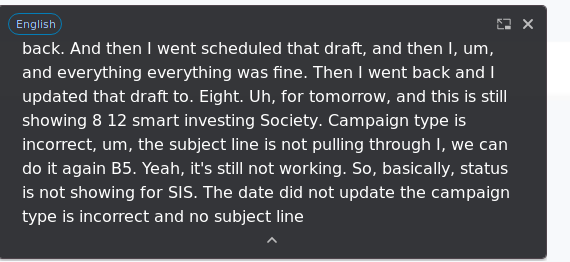 English
back. And then I went scheduled that draft, and then I, um,
and everything everything was fine. Then I went back and I
updated that draft to. Eight. Uh, for tomorrow, and this is still
showing 8 12 smart investing Society. Campaign type is
incorrect, um, the subject line is not pulling through I, we can
do it again B5. Yeah, it's still not working. So, basically, status
is not showing for SIS. The date did not update the campaign
type is incorrect and no subject line